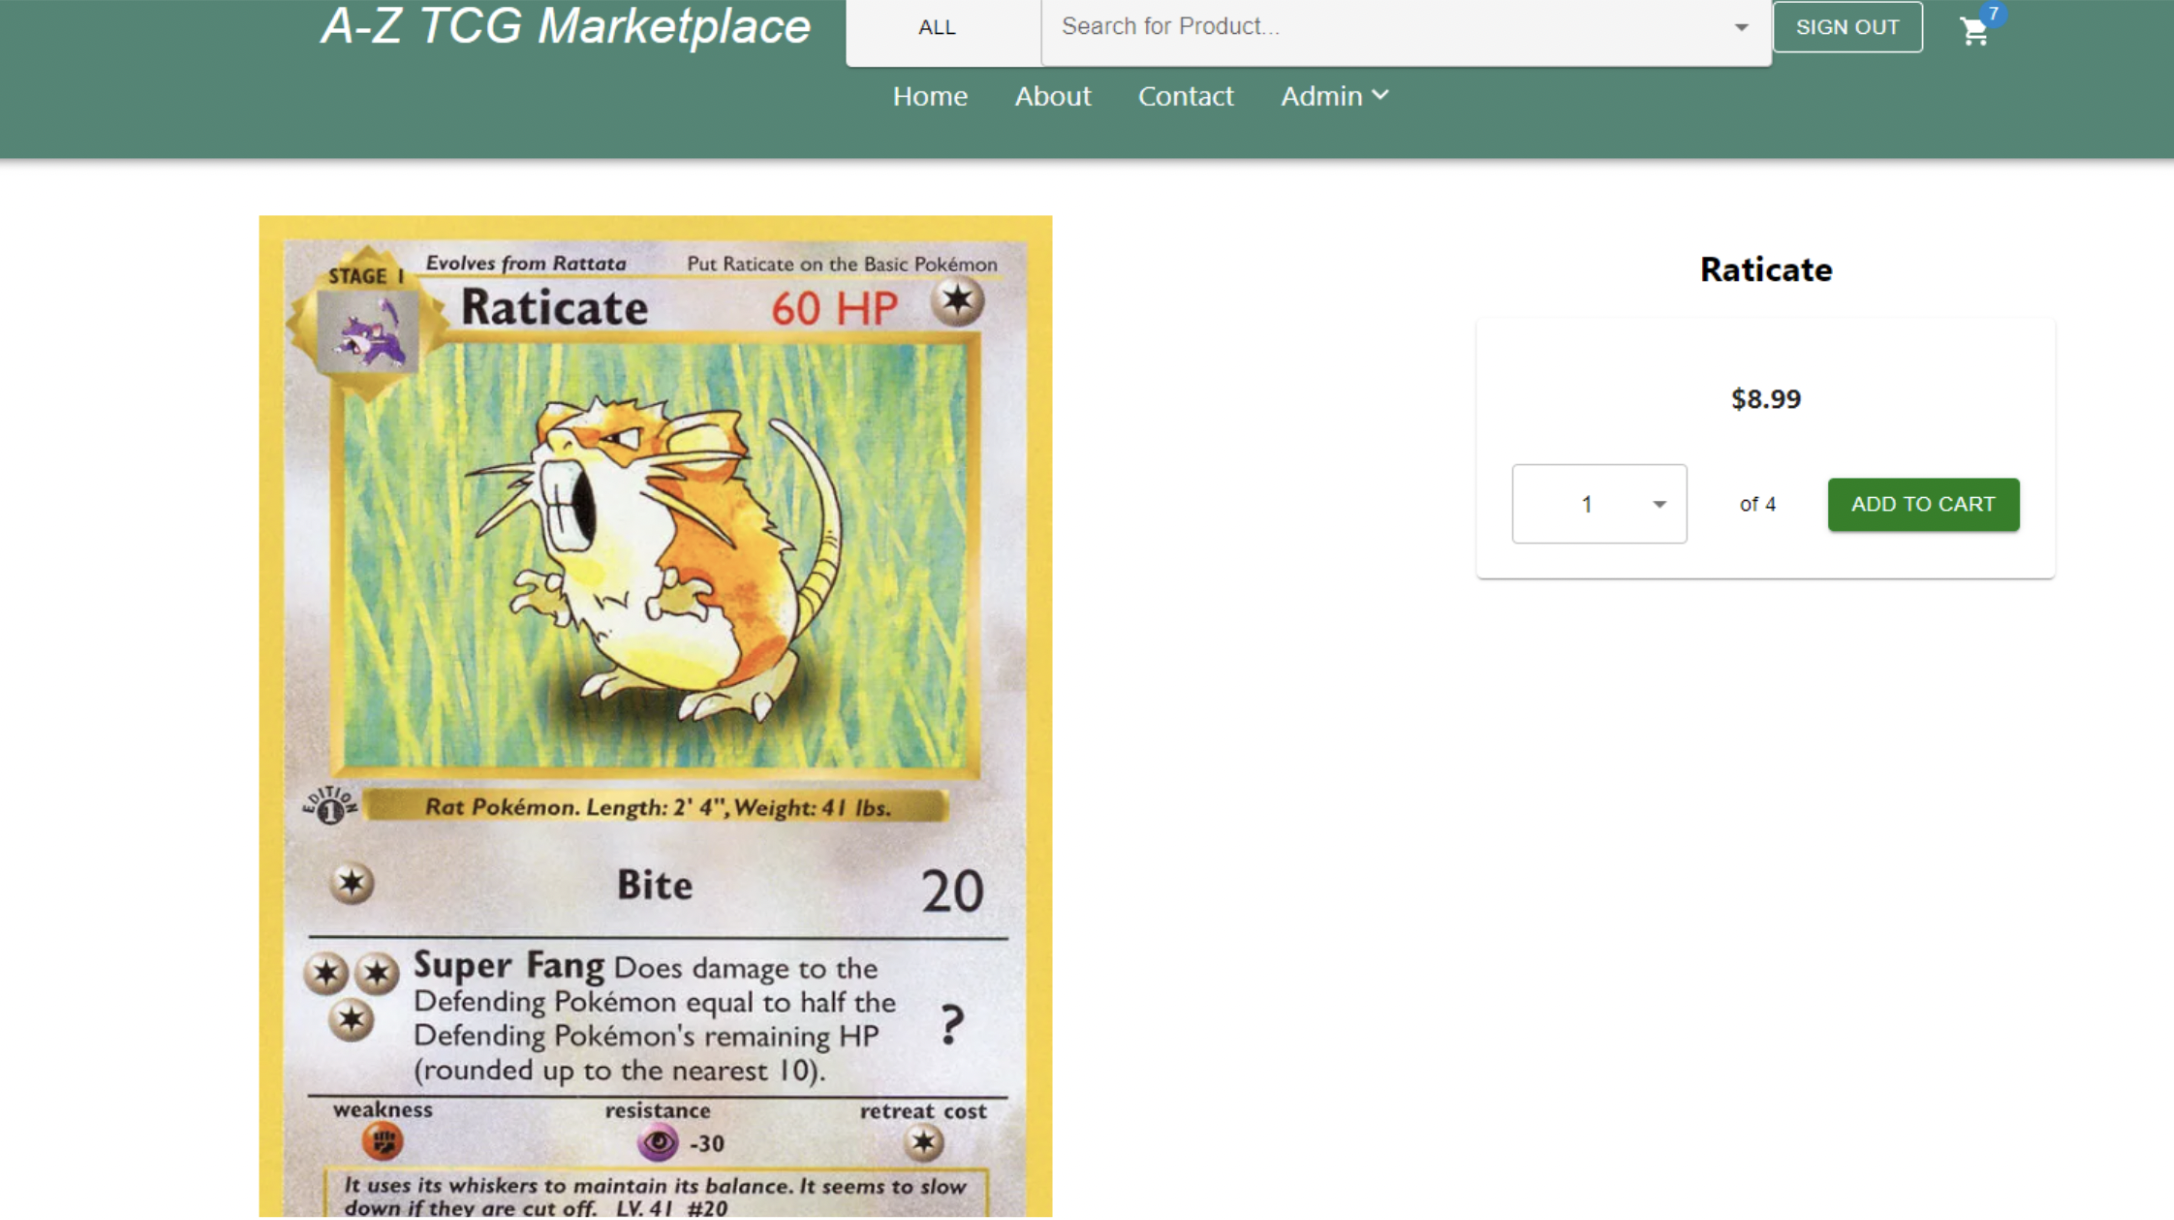 A-Z TCG Marketplace
ALL
Search for Product...
SIGN OUT
7
Home
About
Contact
Admin
STAGE 1
Evolves from Rattata
Put Raticate on the Basic Pokémon
Raticate
60 HP
EDITION
1
Rat Pokémon. Length: 2' 4", Weight: 41 lbs.
Bite
20
Super Fang Does damage to the
Defending Pokémon equal to half the
Defending Pokémon's remaining HP
(rounded up to the nearest 10).
?
weakness
resistance
retreat cost
-30
It uses its whiskers to maintain its balance. It seems to slow
down if they are cut off. LV. 41 #20
Raticate
$8.99
1
of 4
ADD TO CART